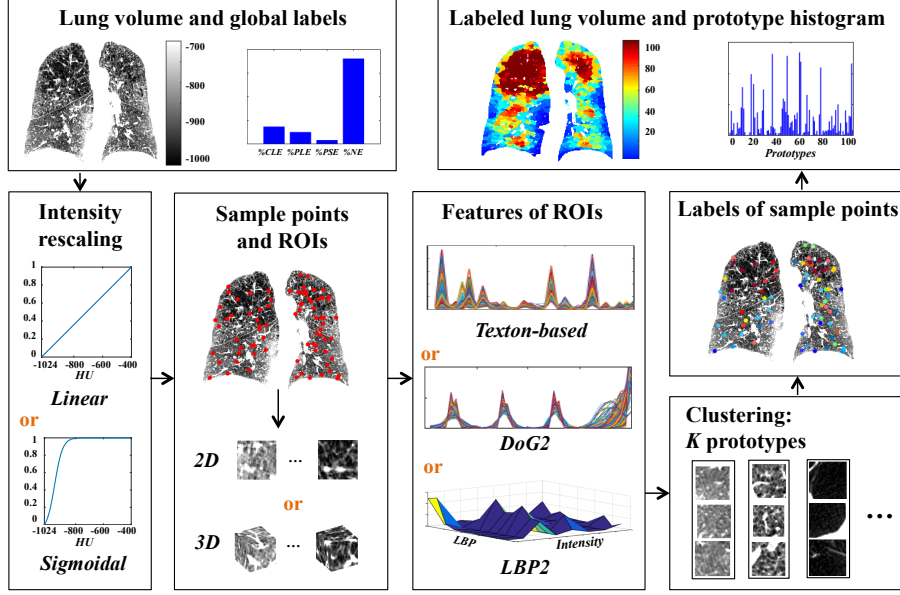 Lung volume and global labels
-700
-800
-900
-1000
%CLE %PLE %PSE %NE
Labeled lung volume and prototype histogram
100
80
60
40
20
0 20 40 60 80 100
Prototypes
Intensity
rescaling
1
0.8
0.6
0.4
0.2
0
-1024 -800 -600 -400
HU
Linear
or
1
0.8
0.6
0.4
0.2
0
-1024 -800 -600 -400
HU
Sigmoidal
Sample points
and ROIs
2D ...
or
3D ...
Features of ROIs
Texton-based
or
DoG2
or
LBP Intensity
LBP2
Labels of sample points
Clustering:
K prototypes
...